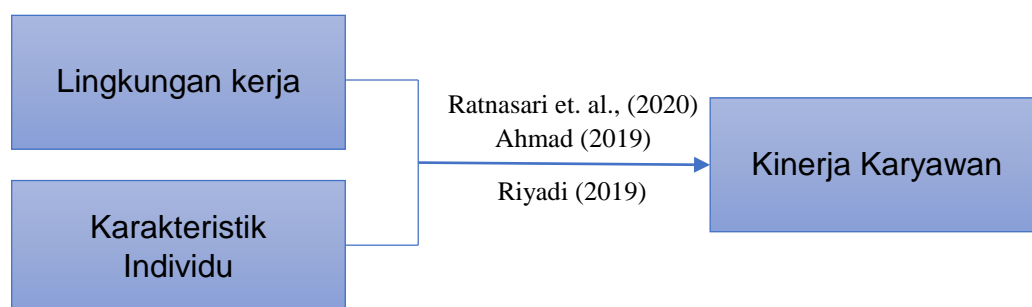 Lingkungan kerja
Karakteristik
Individu
Ratnasari et. al., (2020)
Ahmad (2019)
Riyadi (2019)
Kinerja Karyawan